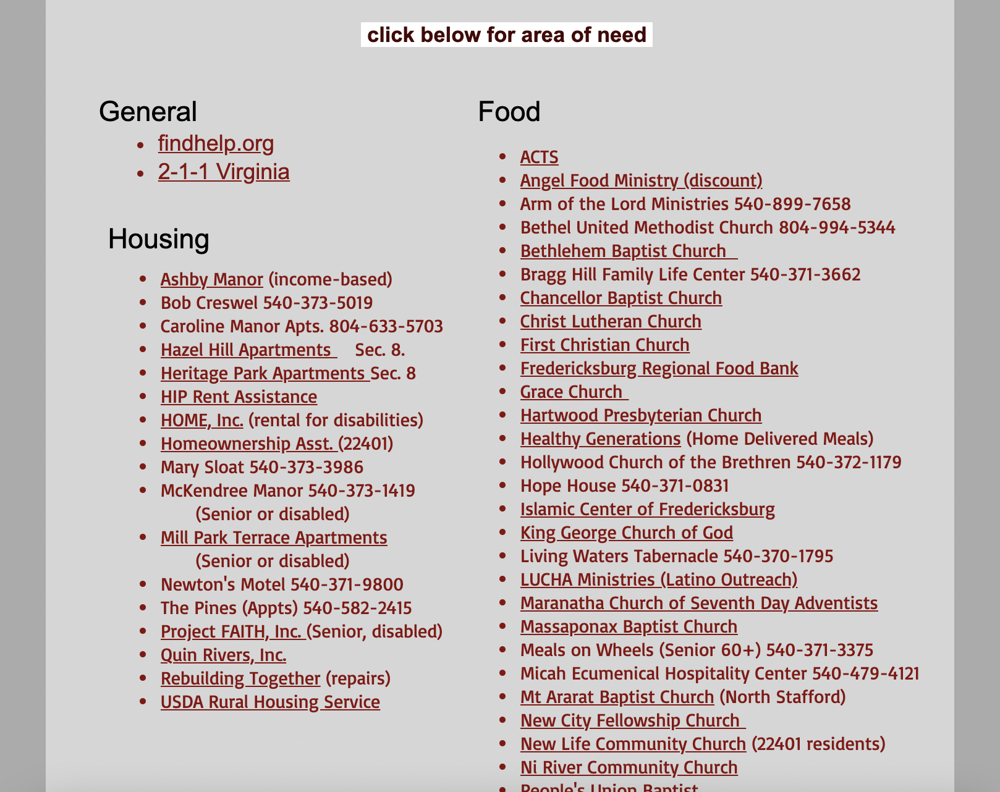 click below for area of need
General
findhelp.org
2-1-1 Virginia
Housing
Ashby Manor (income-based)
Bob Creswel 540-373-5019
Caroline Manor Apts. 804-633-5703
Hazel Hill Apartments Sec. 8.
Heritage Park Apartments Sec. 8
HIP Rent Assistance
HOME, Inc. (rental for disabilities)
Homeownership Asst. (22401)
Mary Sloat 540-373-3986
McKendree Manor 540-373-1419
(Senior or disabled)
Mill Park Terrace Apartments
(Senior or disabled)
Newton's Motel 540-371-9800
The Pines (Appts) 540-582-2415
Project FAITH, Inc. (Senior, disabled)
Quin Rivers, Inc.
Rebuilding Together (repairs)
USDA Rural Housing Service
Food
ACTS
Angel Food Ministry (discount)
Arm of the Lord Ministries 540-899-7658
Bethel United Methodist Church 804-994-5344
Bethlehem Baptist Church
Bragg Hill Family Life Center 540-371-3662
Chancellor Baptist Church
Christ Lutheran Church
First Christian Church
Fredericksburg Regional Food Bank
Grace Church
Hartwood Presbyterian Church
Healthy Generations (Home Delivered Meals)
Hollywood Church of the Brethren 540-372-1179
Hope House 540-371-0831
Islamic Center of Fredericksburg
King George Church of God
Living Waters Tabernacle 540-370-1795
LUCHA Ministries (Latino Outreach)
Maranatha Church of Seventh Day Adventists
Massaponax Baptist Church
Meals on Wheels (Senior 60+) 540-371-3375
Micah Ecumenical Hospitality Center 540-479-4121
Mt Ararat Baptist Church (North Stafford)
New City Fellowship Church
New Life Community Church (22401 residents)
Ni River Community Church
People's Union Baptist